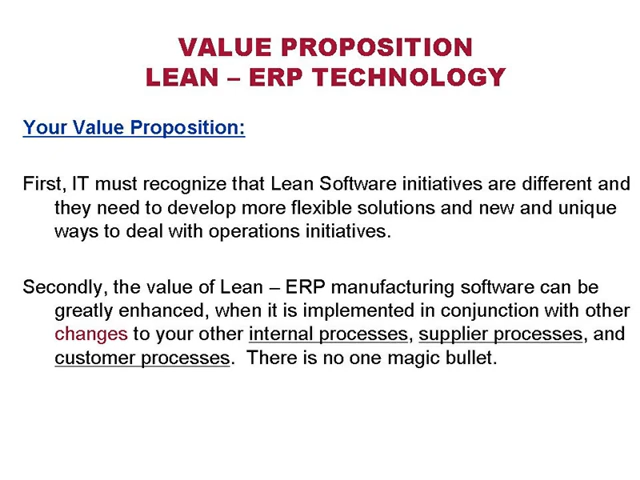 VALUE PROPOSITION
LEAN – ERP TECHNOLOGY
Your Value Proposition:
First, IT must recognize that Lean Software initiatives are different and
they need to develop more flexible solutions and new and unique
ways to deal with operations initiatives.
Secondly, the value of Lean – ERP manufacturing software can be
greatly enhanced, when it is implemented in conjunction with other
changes to your other internal processes, supplier processes, and
customer processes.  There is no one magic bullet.